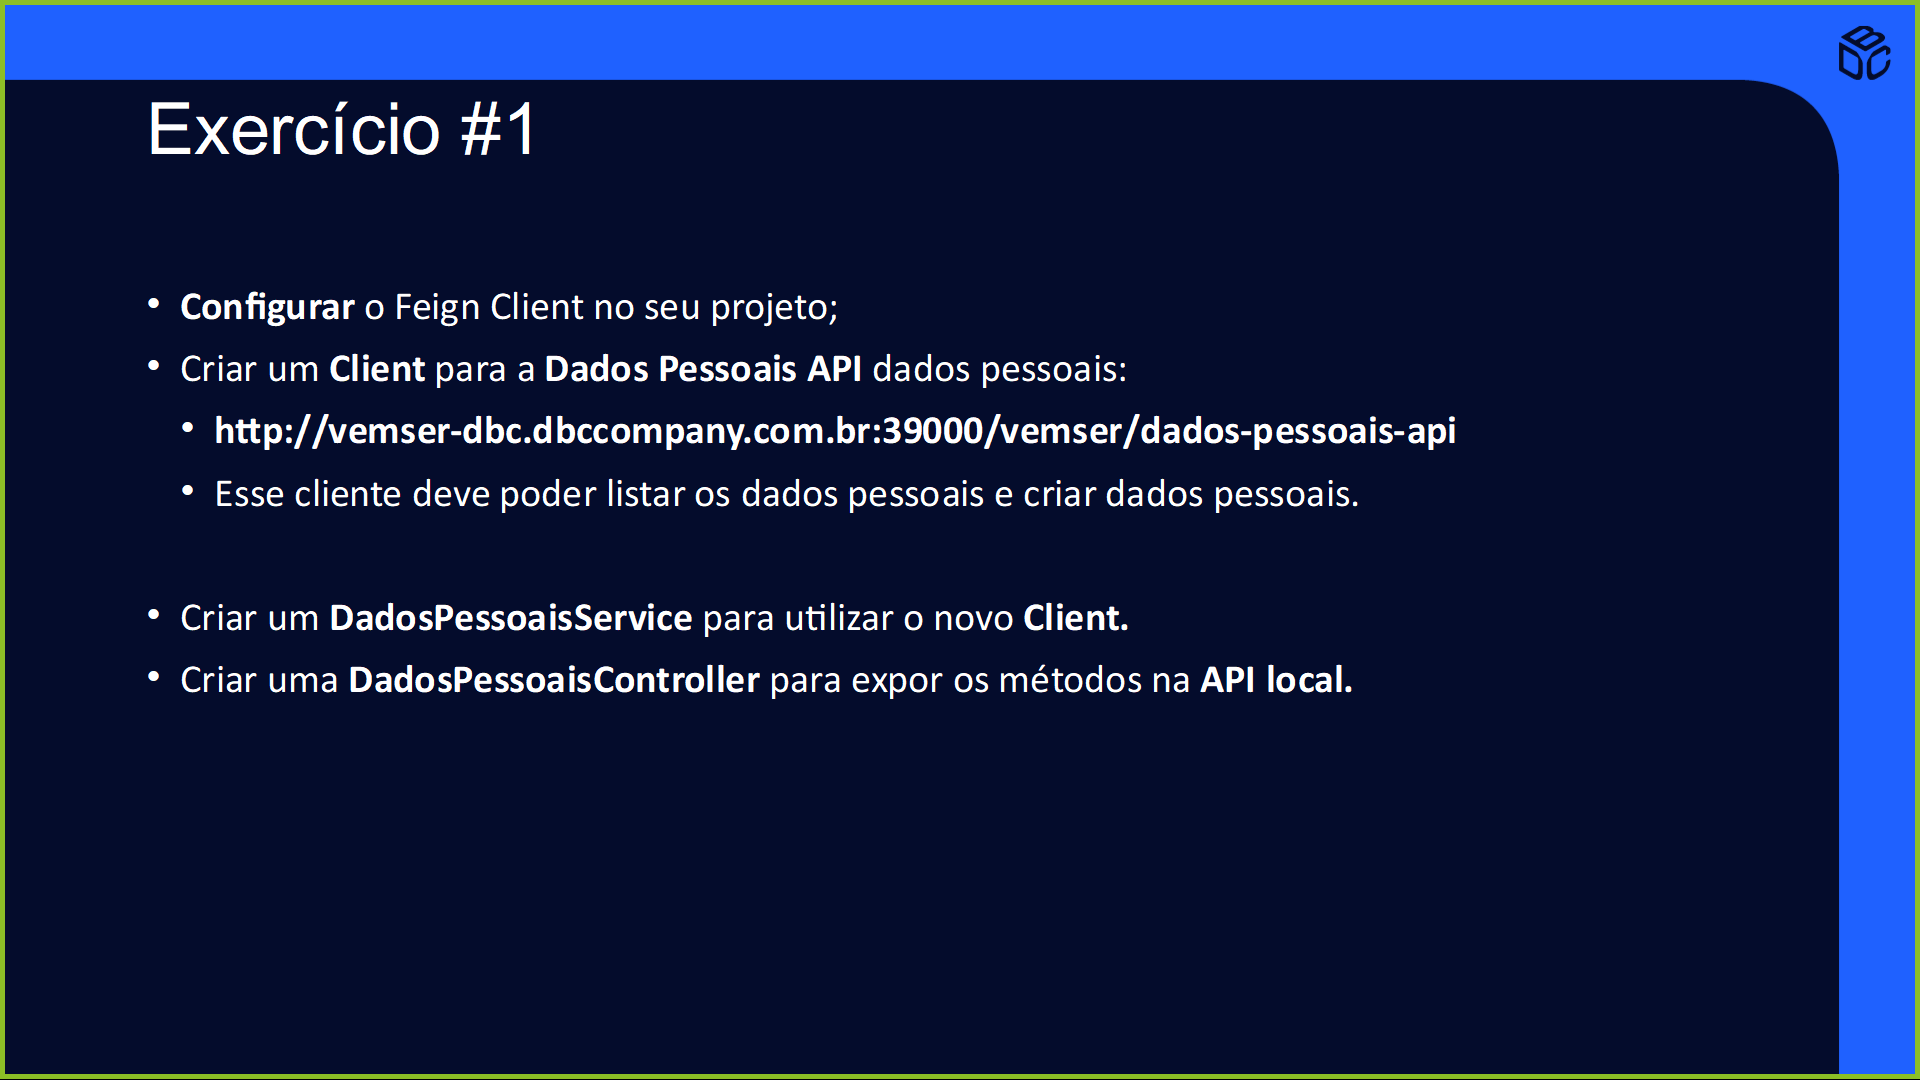 DBC
Exercício #1
• Configurar o Feign Client no seu projeto;
• Criar um Client para a Dados Pessoais API dados pessoais:
• http://vemser-dbc.dbccompany.com.br:39000/vemser/dados-pessoais-api
• Esse cliente deve poder listar os dados pessoais e criar dados pessoais.
• Criar um DadosPessoaisService para utilizar o novo Client.
• Criar uma DadosPessoaisController para expor os métodos na API local.